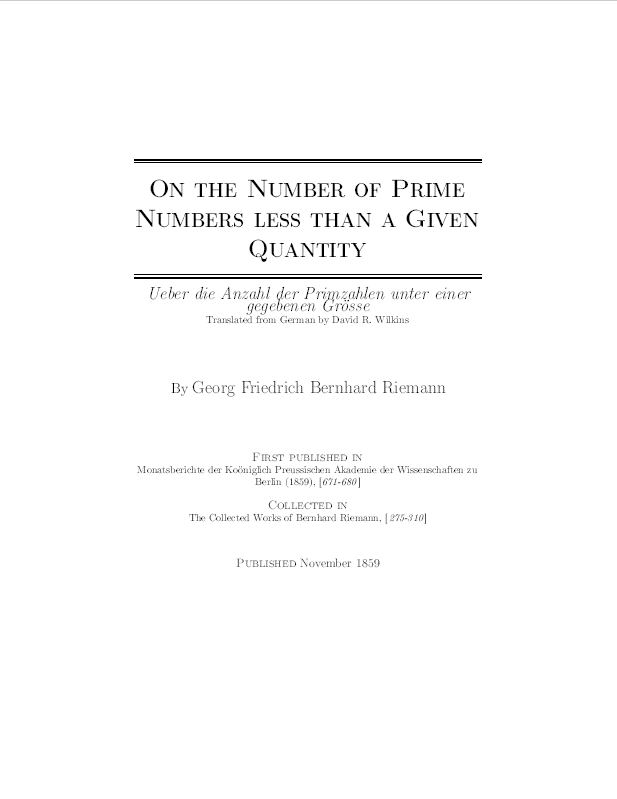 On the Number of Prime
Numbers less than a Given
Quantity
Ueber die Anzahl der Primzahlen unter einer
gegebenen Grösse
Translated from German by David R. Wilkins
By Georg Friedrich Bernhard Riemann
First published in
Monatsberichte der Koöniglich Preussischen Akademie der Wissenschaften zu
Berlin (1859), [671-680]
Collected in
The Collected Works of Bernhard Riemann, [275-310]
Published November 1859